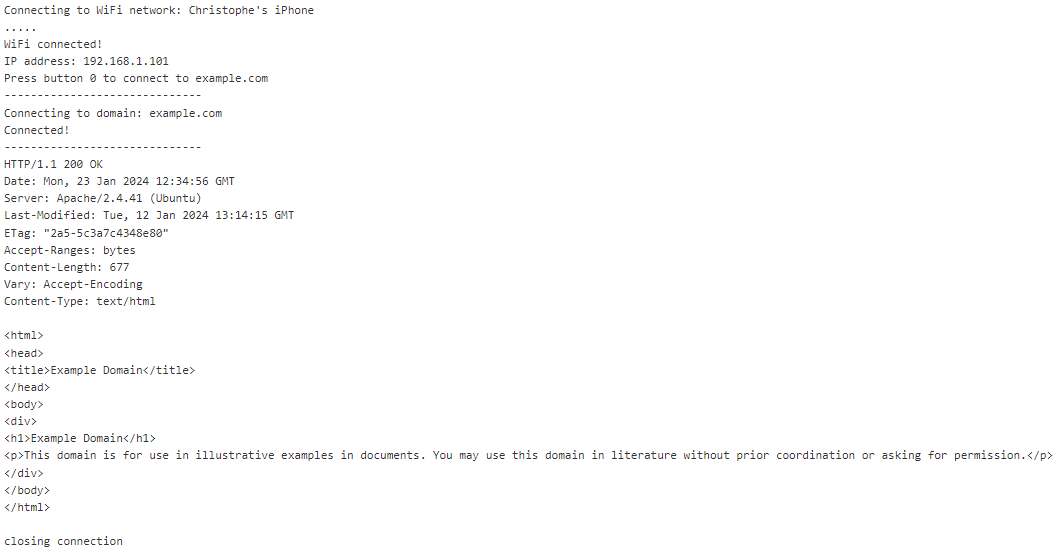 Connecting to WiFi network: Christophe's iPhone
.....
WiFi connected!
IP address: 192.168.1.101
Press button 0 to connect to example.com
------------------------------
Connecting to domain: example.com
Connected!
------------------------------
HTTP/1.1 200 OK
Date: Mon, 23 Jan 2024 12:34:56 GMT
Server: Apache/2.4.41 (Ubuntu)
Last-Modified: Tue, 12 Jan 2024 13:14:15 GMT
ETag: "2a5-5c3a7c4348e80"
Accept-Ranges: bytes
Content-Length: 677
Vary: Accept-Encoding
Content-Type: text/html
<html>
<head>
<title>Example Domain</title>
</head>
<body>
<div>
<h1>Example Domain</h1>
<p>This domain is for use in illustrative examples in documents. You may use this domain in literature without prior coordination or asking for permission.</p>
</div>
</body>
</html>
closing connection